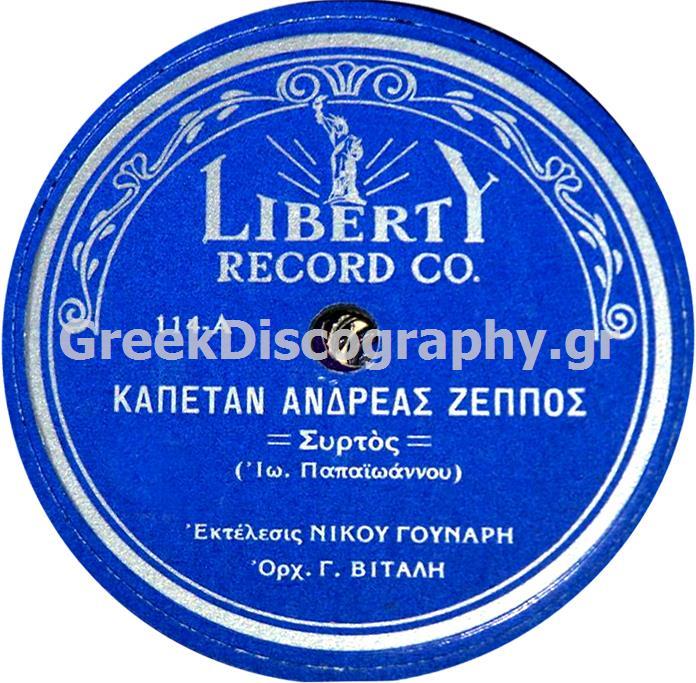 LIBERTY
RECORD CO.
114-A
GreekDiscography.gr
ΚΑΠΕΤΑΝ ΑΝΔΡΕΑΣ ΖΕΠΠΟΣ
= Συρτὸς =
(Ἰω. Παπαϊωάννου)
Ἐκτέλεσις ΝΙΚΟΥ ΓΟΥΝΑΡΗ
Ὀρχ. Γ. ΒΙΤΑΛΗ